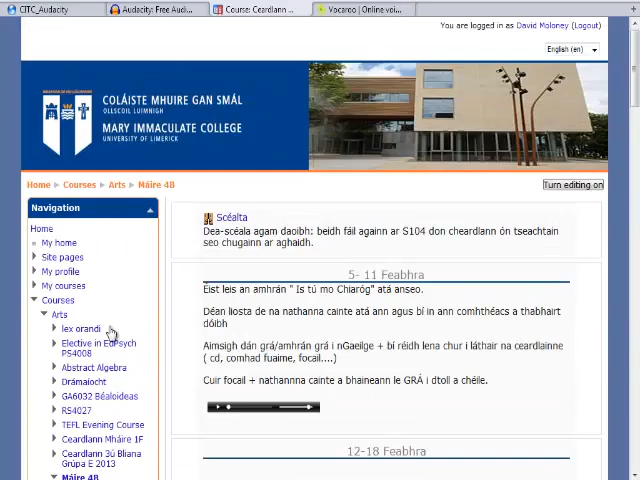 CITC_Audacity
Audacity: Free Audi...
Course: Ceardlann ...
Vocaroo | Online voi...
You are logged in as David Moloney (Logout)
English (en)
COLÁISTE MHUIRE GAN SMÁL
OLLSCOIL LUIMNIGH
MARY IMMACULATE COLLEGE
UNIVERSITY OF LIMERICK
Home ▶ Courses ▶ Arts ▶ Máire 4B
Turn editing on
Navigation
Home
My home
Site pages
My profile
My courses
Courses
Arts
lex orandi
Elective in EdPsych
PS4008
Abstract Algebra
Drámaíocht
GA6032 Béaloideas
RS4027
TEFL Evening Course
Ceardlann Mháire 1F
Ceardlann 3ú Bliana
Grúpa E 2013
Máire 4B
Scéalta
Dea-scéala agam daoibh: beidh fáil againn ar S104 don cheardlann ón tseachtain
seo chugainn ar aghaidh.
5- 11 Feabhra
Éist leis an amhrán " Is tú mo Chiaróg" atá anseo.
Déan liosta de na nathanna cainte atá ann agus bí in ann comhthéacs a thabhairt
dóibh
Aimsigh dán grá/amhrán grá i nGaeilge + bí réidh lena chur i láthair na ceardlainne
( cd, comhad fuaime, focail....)
Cuir focail + nathannna cainte a bhaineann le GRÁ i dtoll a chéile.
12-18 Feabhra